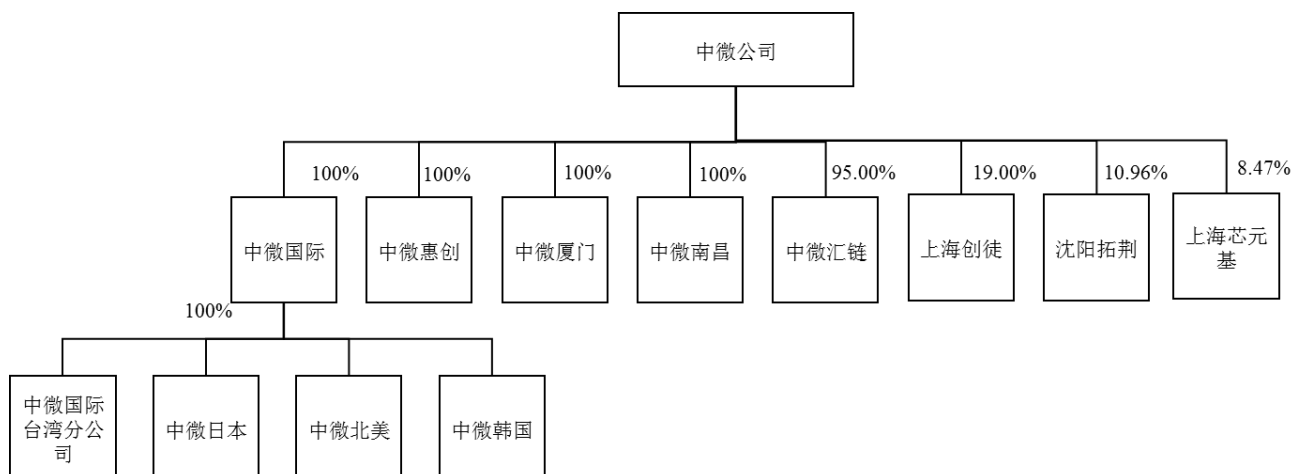 中微公司
100%
100%
100%
100%
95.00%
19.00%
10.96%
8.47%
中微国际
中微惠创
中微厦门
中微南昌
中微汇链
上海创徒
沈阳拓荆
上海芯元
基
100%
中微国际
台湾分公
司
中微日本
中微北美
中微韩国